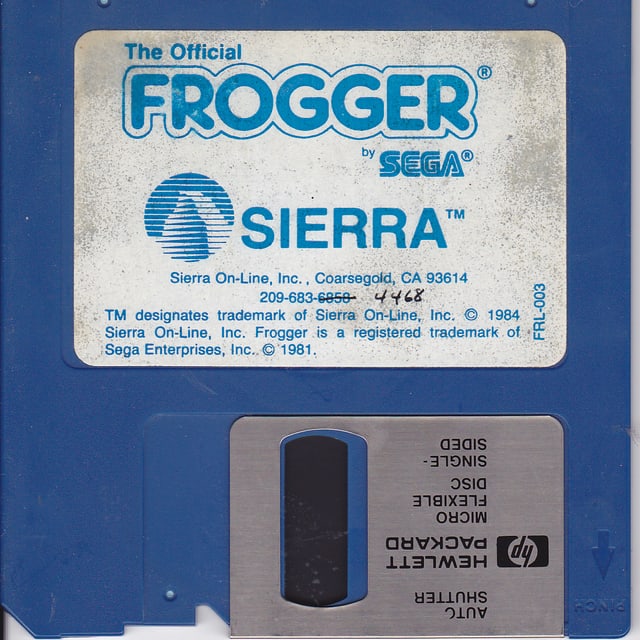 The Official
FROGGER®
by SEGA®
SIERRA™
Sierra On-Line, Inc., Coarsegold, CA 93614
209-683-6858 4468
TM designates trademark of Sierra On-Line, Inc. © 1984
Sierra On-Line, Inc. Frogger is a registered trademark of
Sega Enterprises, Inc. © 1981.
FRL-003
AUTO
SHUTTER
hp HEWLETT
PACKARD
MICRO
FLEXIBLE
DISC
SINGLE-
SIDED
PINCH